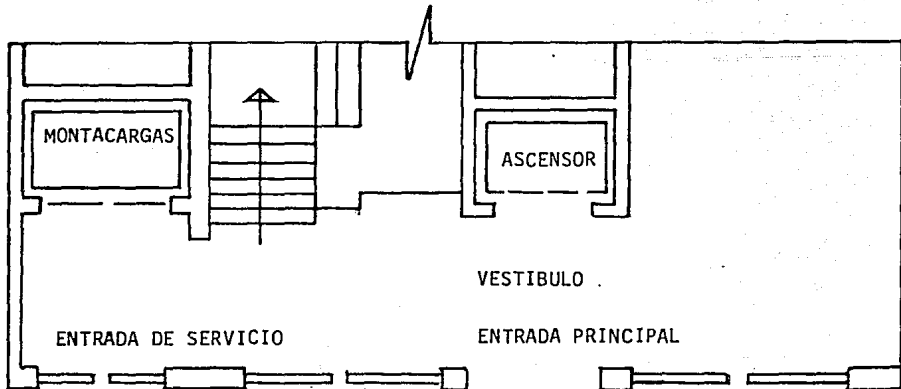 MONTACARGAS
ASCENSOR
VESTIBULO
ENTRADA DE SERVICIO
ENTRADA PRINCIPAL